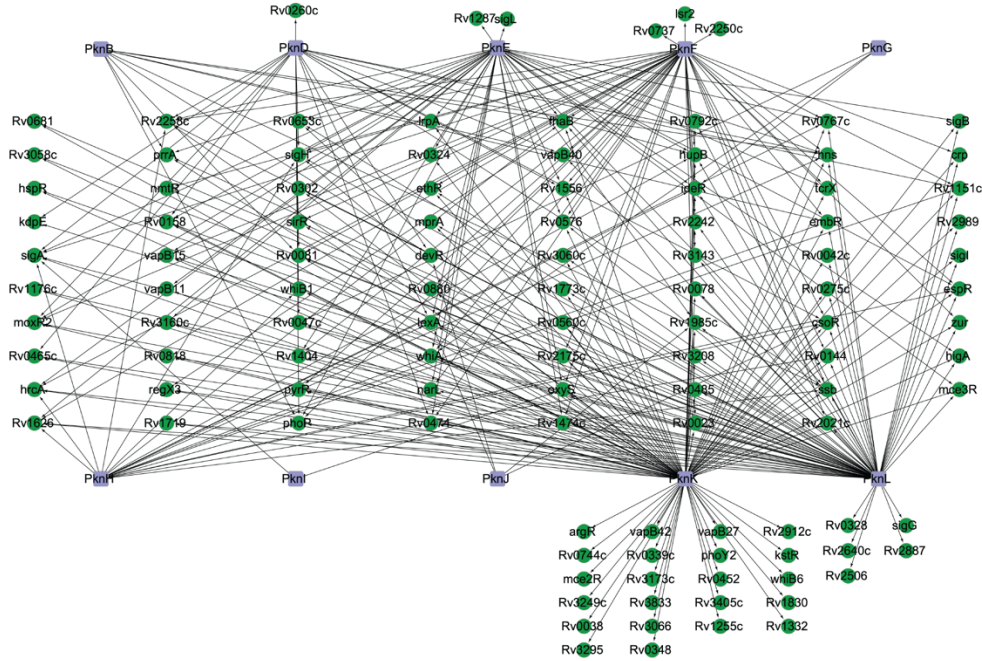 Rv0260c Rv1287 sigL lsr2
Rv0737 Rv2250c
PknB PknD PknE PknF PknG
Rv0681 Rv2258c Rv0653c lrpA fhaB Rv0792c Rv0767c sigB
Rv3058c prrA sigH Rv0324 vapB40 hupB hns crp
hspR nmtR Rv0302 ethR Rv1556 ideR tcrX Rv1151c
kdpE Rv0158 sirR mprA Rv0576 Rv2242 embR Rv2989
sigA vapB15 Rv0081 devR Rv3060c Rv3143 Rv0042c sigI
Rv1176c vapB11 whiB1 Rv0880 Rv1773c Rv0078 Rv0275c espR
moxR2 Rv3160c Rv0047c lexA Rv0560c Rv1985c csoR zur
Rv0465c Rv0818 Rv1404 whiA Rv2175c Rv3208 Rv0144 higA
hrcA regX3 pyrR narL oxyS Rv0485 ssb mce3R
Rv1626 Rv1719 phoP Rv0474 Rv1474c Rv0023 Rv2021c
PknH PknI PknJ PknK PknL
argR vapB42 vapB27 Rv2912c Rv0328 sigG
Rv0744c Rv0339c phoY2 kstR Rv2640c Rv2887
mce2R Rv3173c Rv0452 whiB6 Rv2506
Rv3249c Rv3833 Rv3405c Rv1830
Rv0038 Rv3066 Rv1255c Rv1332
Rv3295 Rv0348